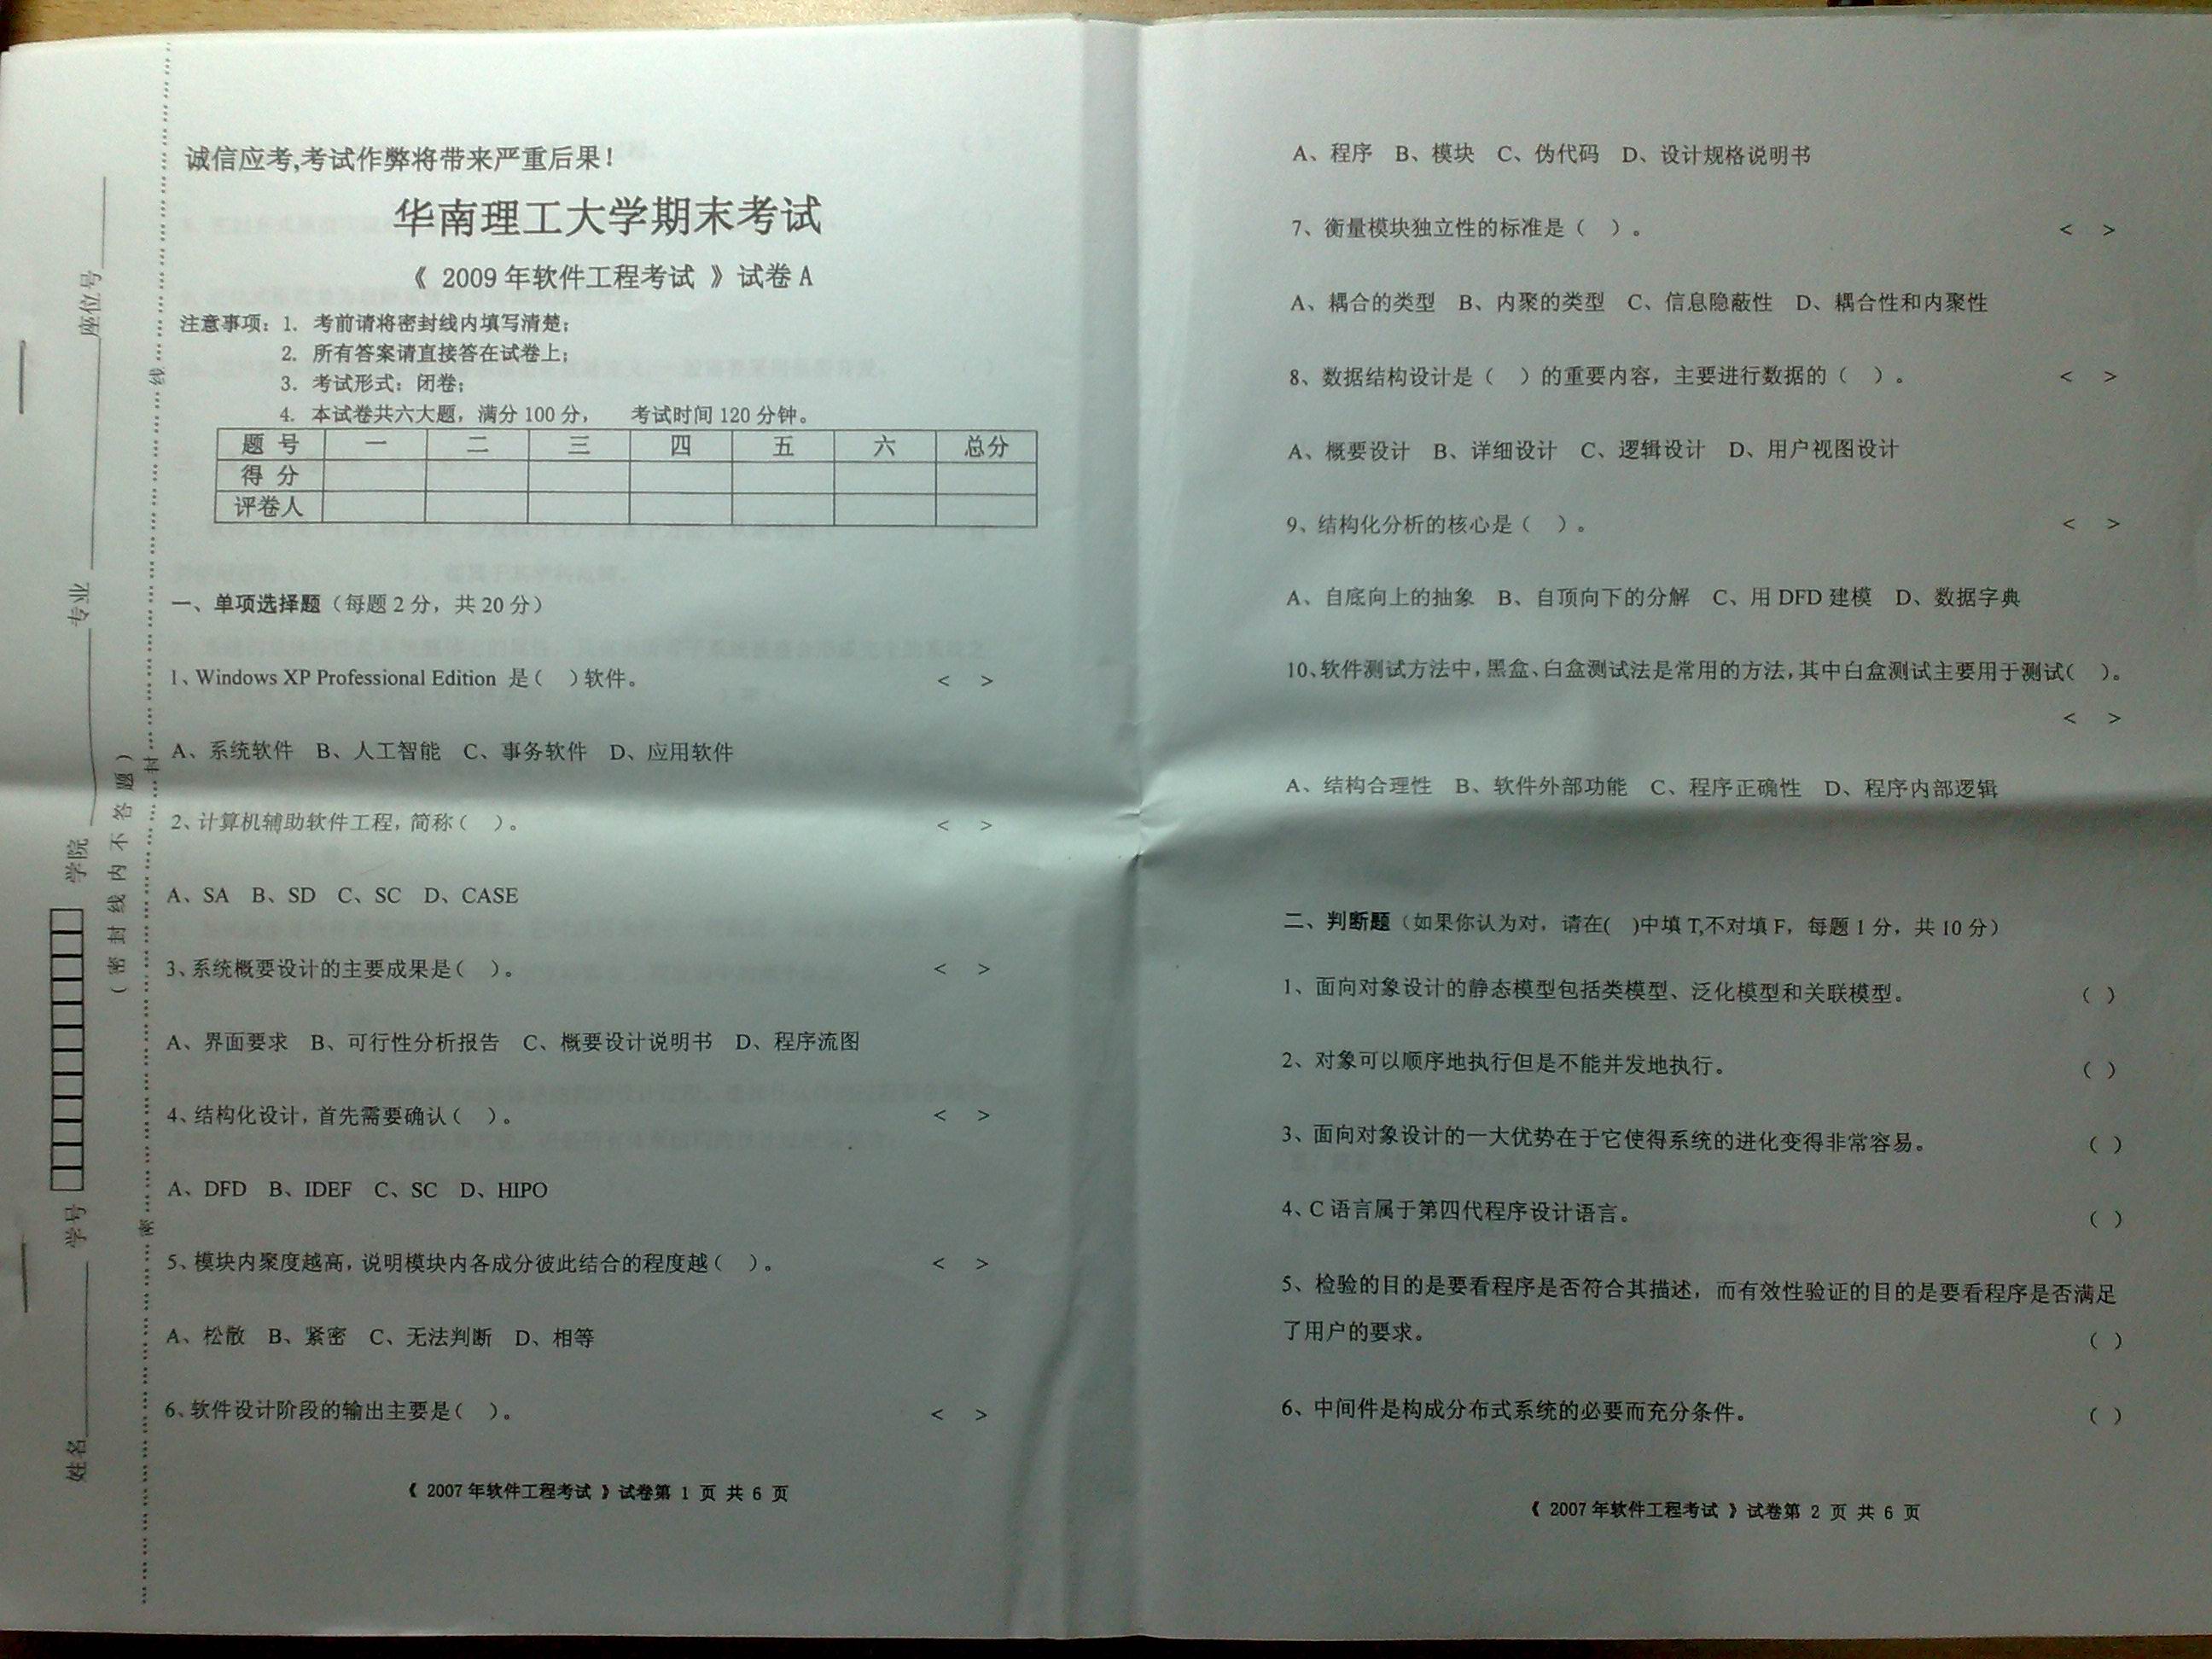 诚信应考,考试作弊将带来严重后果!
华南理工大学期末考试
《 2009年软件工程考试 》试卷A
注意事项: 1. 考前请将密封线内填写清楚;
2. 所有答案请直接答在试卷上;
3. 考试形式: 闭卷;
4. 本试卷共六大题, 满分100分, 考试时间120分钟。
题 号 一 二 三 四 五 六 总分
得 分
评卷人
一、单项选择题（每题2分，共20分）
1、Windows XP Professional Edition 是( )软件。 < >
A、系统软件 B、人工智能 C、事务软件 D、应用软件
2、计算机辅助软件工程, 简称( )。 < >
A、SA B、SD C、SC D、CASE
3、系统概要设计的主要成果是( )。 < >
A、界面要求 B、可行性分析报告 C、概要设计说明书 D、程序流图
4、结构化设计, 首先需要确认( )。 < >
A、DFD B、IDEF C、SC D、HIPO
5、模块内聚度越高, 说明模块内各成分彼此结合的程度越( )。 < >
A、松散 B、紧密 C、无法判断 D、相等
6、软件设计阶段的输出主要是( )。 < >
《 2007年软件工程考试 》试卷第 1 页 共 6 页
座位号
专业
学院
学号
姓名
（密封线内不答题）
线
封
密
A、程序 B、模块 C、伪代码 D、设计规格说明书
7、衡量模块独立性的标准是( )。 < >
A、耦合的类型 B、内聚的类型 C、信息隐蔽性 D、耦合性和内聚性
8、数据结构设计是( )的重要内容，主要进行数据的( )。 < >
A、概要设计 B、详细设计 C、逻辑设计 D、用户视图设计
9、结构化分析的核心是( )。 < >
A、自底向上的抽象 B、自顶向下的分解 C、用DFD建模 D、数据字典
10、软件测试方法中, 黑盒、白盒测试法是常用的方法, 其中白盒测试主要用于测试( )。
< >
A、结构合理性 B、软件外部功能 C、程序正确性 D、程序内部逻辑
二、判断题（如果你认为对，请在( )中填T,不对填F，每题1分，共10分）
1、面向对象设计的静态模型包括类模型、泛化模型和关联模型。 ( )
2、对象可以顺序地执行但是不能并发地执行。 ( )
3、面向对象设计的一大优势在于它使得系统的进化变得非常容易。 ( )
4、C语言属于第四代程序设计语言。 ( )
5、检验的目的是要看程序是否符合其描述，而有效性验证的目的是要看程序是否满足
了用户的要求。 ( )
6、中间件是构成分布式系统的必要而充分条件。 ( )
《 2007年软件工程考试 》试卷第 2 页 共 6 页